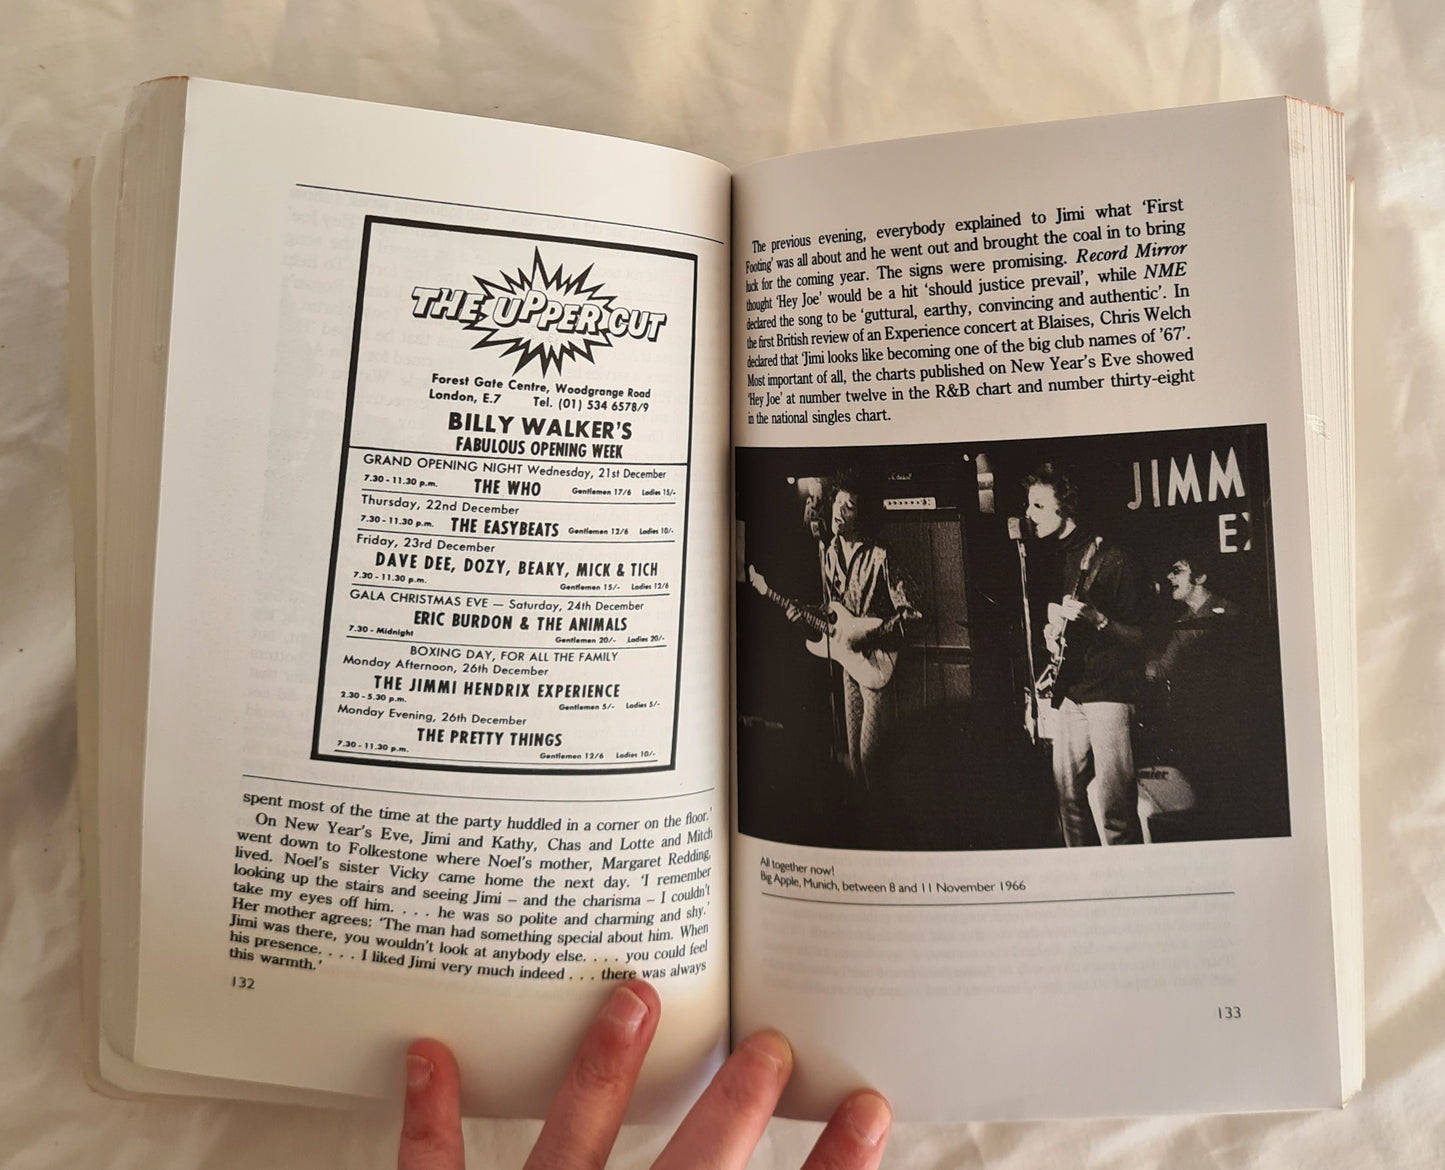 THE UPPER CUT
Forest Gate Centre, Woodgrange Road
London, E.7 Tel. (01) 534 6578/9
BILLY WALKER'S
FABULOUS OPENING WEEK
GRAND OPENING NIGHT Wednesday, 21st December
7.30 - 11.30 p.m. THE WHO Gentlemen 17/6 Ladies 15/-
Thursday, 22nd December
7.30 - 11.30 p.m. THE EASYBEATS Gentlemen 12/6 Ladies 10/-
Friday, 23rd December
DAVE DEE, DOZY, BEAKY, MICK & TICH
7.30 - 11.30 p.m. Gentlemen 15/- Ladies 12/6
GALA CHRISTMAS EVE — Saturday, 24th December
ERIC BURDON & THE ANIMALS
7.30 - Midnight Gentlemen 20/- Ladies 20/-
BOXING DAY, FOR ALL THE FAMILY
Monday Afternoon, 26th December
THE JIMMI HENDRIX EXPERIENCE
2.30 - 5.30 p.m. Gentlemen 5/- Ladies 5/-
Monday Evening, 26th December
THE PRETTY THINGS
7.30 - 11.30 p.m. Gentlemen 12/6 Ladies 10/-
spent most of the time at the party huddled in a corner on the floor.'
On New Year's Eve, Jimi and Kathy, Chas and Lotte and Mitch
went down to Folkestone where Noel's mother, Margaret Redding,
lived. Noel's sister Vicky came home the next day. 'I remember
looking up the stairs and seeing Jimi – and the charisma – I couldn't
take my eyes off him. . . . he was so polite and charming and shy.'
Her mother agrees: 'The man had something special about him. When
Jimi was there, you wouldn't look at anybody else. . . . you could feel
his presence. . . . I liked Jimi very much indeed . . . there was always
this warmth.'
132
The previous evening, everybody explained to Jimi what 'First
Footing' was all about and he went out and brought the coal in to bring
luck for the coming year. The signs were promising. Record Mirror
thought 'Hey Joe' would be a hit 'should justice prevail', while NME
declared the song to be 'guttural, earthy, convincing and authentic'. In
the first British review of an Experience concert at Blaises, Chris Welch
declared that 'Jimi looks like becoming one of the big club names of '67'.
Most important of all, the charts published on New Year's Eve showed
'Hey Joe' at number twelve in the R&B chart and number thirty-eight
in the national singles chart.
JIMM
EX
mier
All together now!
Big Apple, Munich, between 8 and 11 November 1966
133